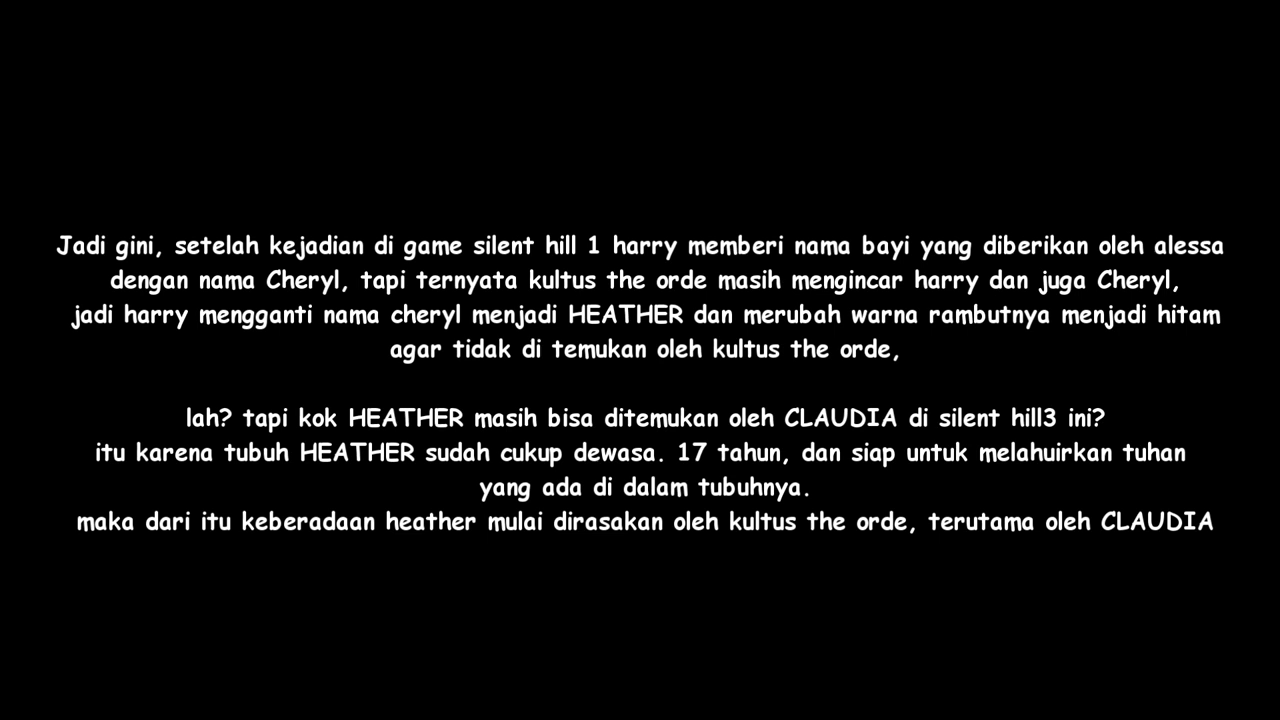 Jadi gini, setelah kejadian di game silent hill 1 harry memberi nama bayi yang diberikan oleh alessa
dengan nama Cheryl, tapi ternyata kultus the orde masih mengincar harry dan juga Cheryl,
jadi harry mengganti nama cheryl menjadi HEATHER dan merubah warna rambutnya menjadi hitam
agar tidak di temukan oleh kultus the orde,
lah? tapi kok HEATHER masih bisa ditemukan oleh CLAUDIA di silent hill3 ini?
itu karena tubuh HEATHER sudah cukup dewasa. 17 tahun, dan siap untuk melahuirkan tuhan
yang ada di dalam tubuhnya.
maka dari itu keberadaan heather mulai dirasakan oleh kultus the orde, terutama oleh CLAUDIA